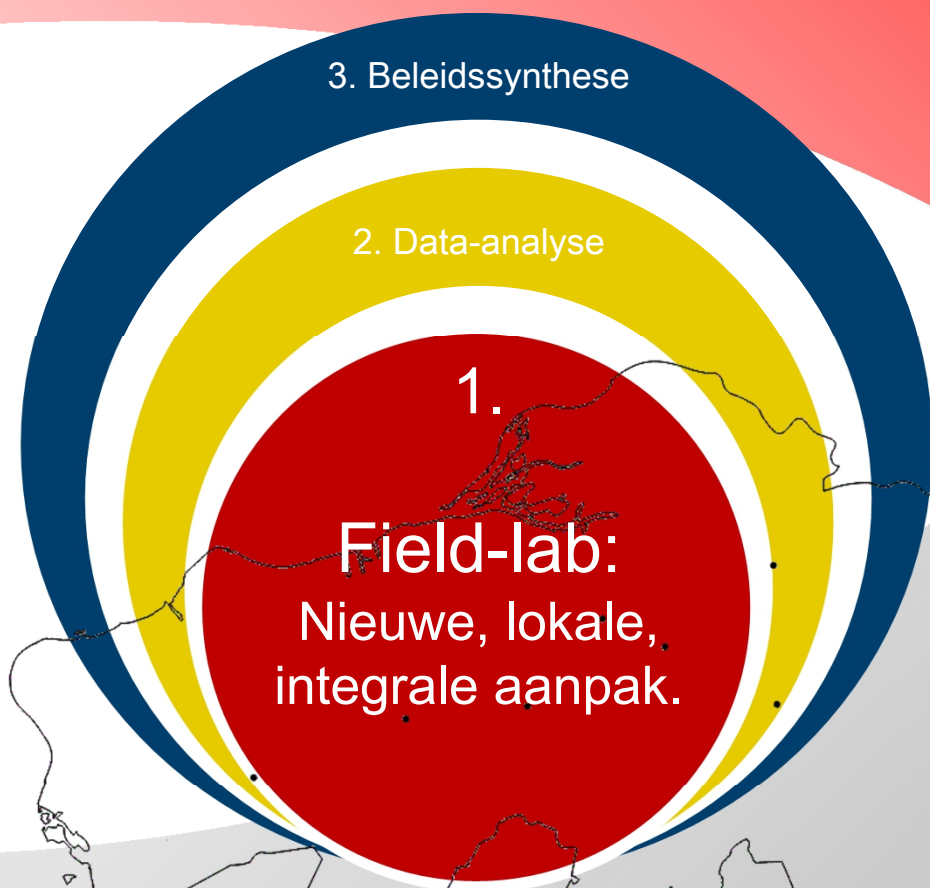 3. Beleidssynthese
2. Data-analyse
1.
Field-lab:
Nieuwe, lokale,
integrale aanpak.